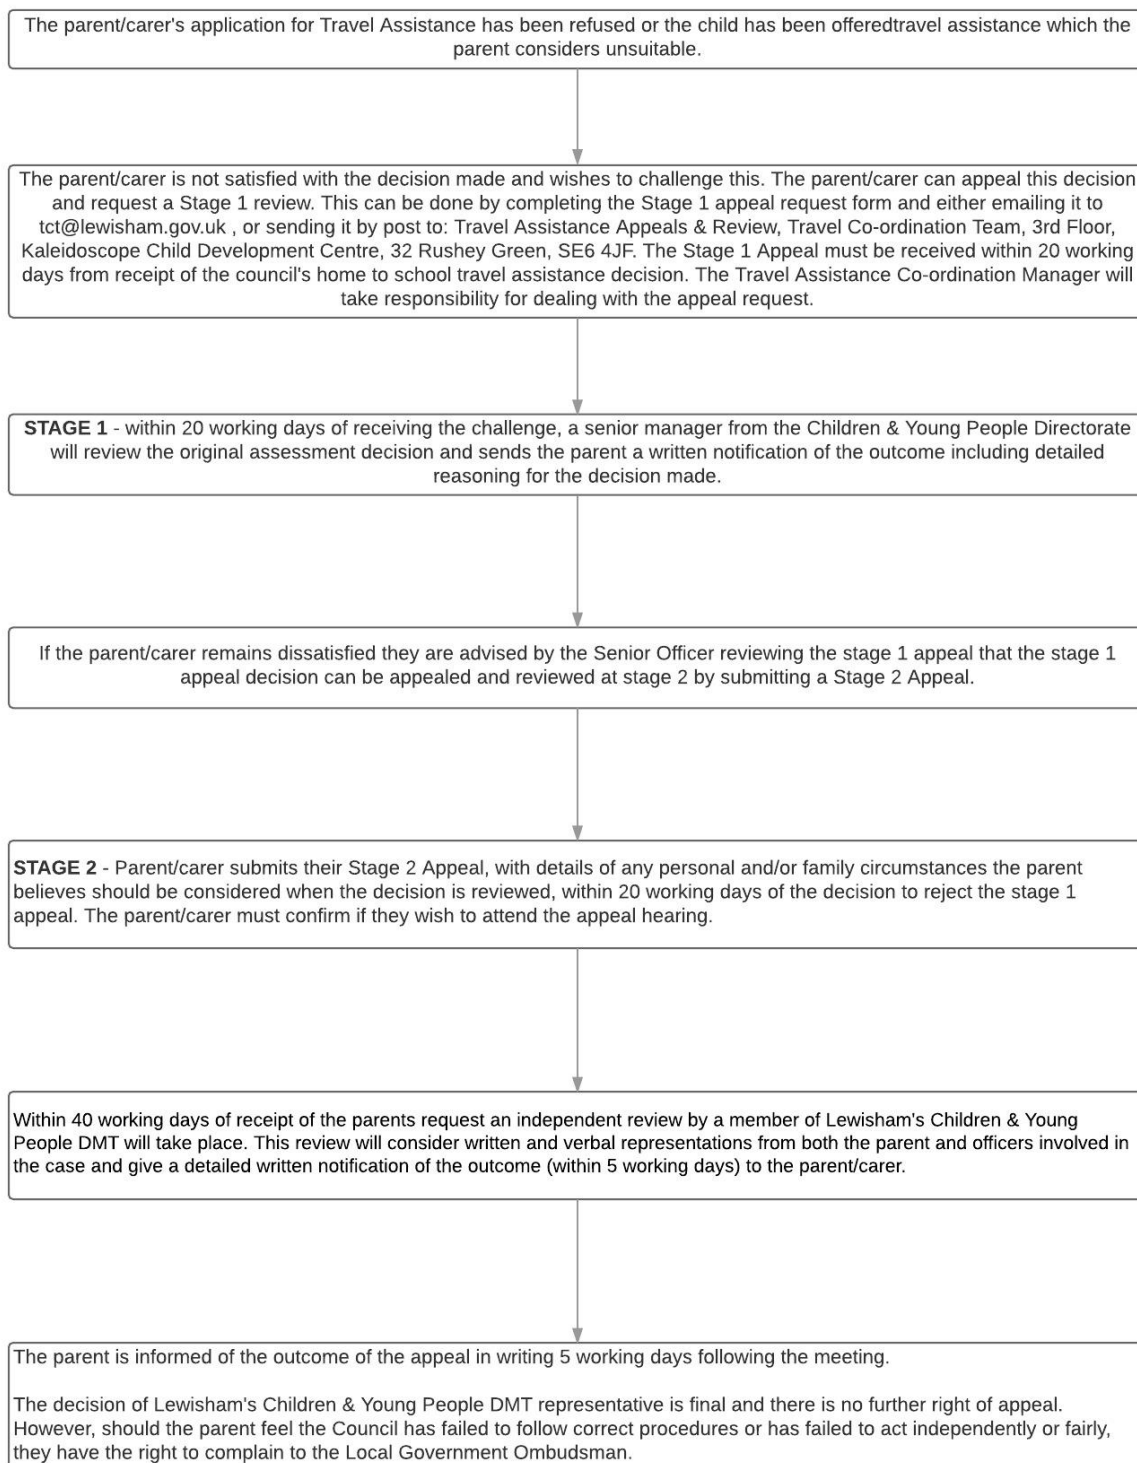 The parent/carer's application for Travel Assistance has been refused or the child has been offeredtravel assistance which the
parent considers unsuitable.
The parent/carer is not satisfied with the decision made and wishes to challenge this. The parent/carer can appeal this decision
and request a Stage 1 review. This can be done by completing the Stage 1 appeal request form and either emailing it to
tct@lewisham.gov.uk , or sending it by post to: Travel Assistance Appeals & Review, Travel Co-ordination Team, 3rd Floor,
Kaleidoscope Child Development Centre, 32 Rushey Green, SE6 4JF. The Stage 1 Appeal must be received within 20 working
days from receipt of the council's home to school travel assistance decision. The Travel Assistance Co-ordination Manager will
take responsibility for dealing with the appeal request.
STAGE 1 - within 20 working days of receiving the challenge, a senior manager from the Children & Young People Directorate
will review the original assessment decision and sends the parent a written notification of the outcome including detailed
reasoning for the decision made.
If the parent/carer remains dissatisfied they are advised by the Senior Officer reviewing the stage 1 appeal that the stage 1
appeal decision can be appealed and reviewed at stage 2 by submitting a Stage 2 Appeal.
STAGE 2 - Parent/carer submits their Stage 2 Appeal, with details of any personal and/or family circumstances the parent
believes should be considered when the decision is reviewed, within 20 working days of the decision to reject the stage 1
appeal. The parent/carer must confirm if they wish to attend the appeal hearing.
Within 40 working days of receipt of the parents request an independent review by a member of Lewisham's Children & Young
People DMT will take place. This review will consider written and verbal representations from both the parent and officers involved in
the case and give a detailed written notification of the outcome (within 5 working days) to the parent/carer.
The parent is informed of the outcome of the appeal in writing 5 working days following the meeting.
The decision of Lewisham's Children & Young People DMT representative is final and there is no further right of appeal.
However, should the parent feel the Council has failed to follow correct procedures or has failed to act independently or fairly,
they have the right to complain to the Local Government Ombudsman.